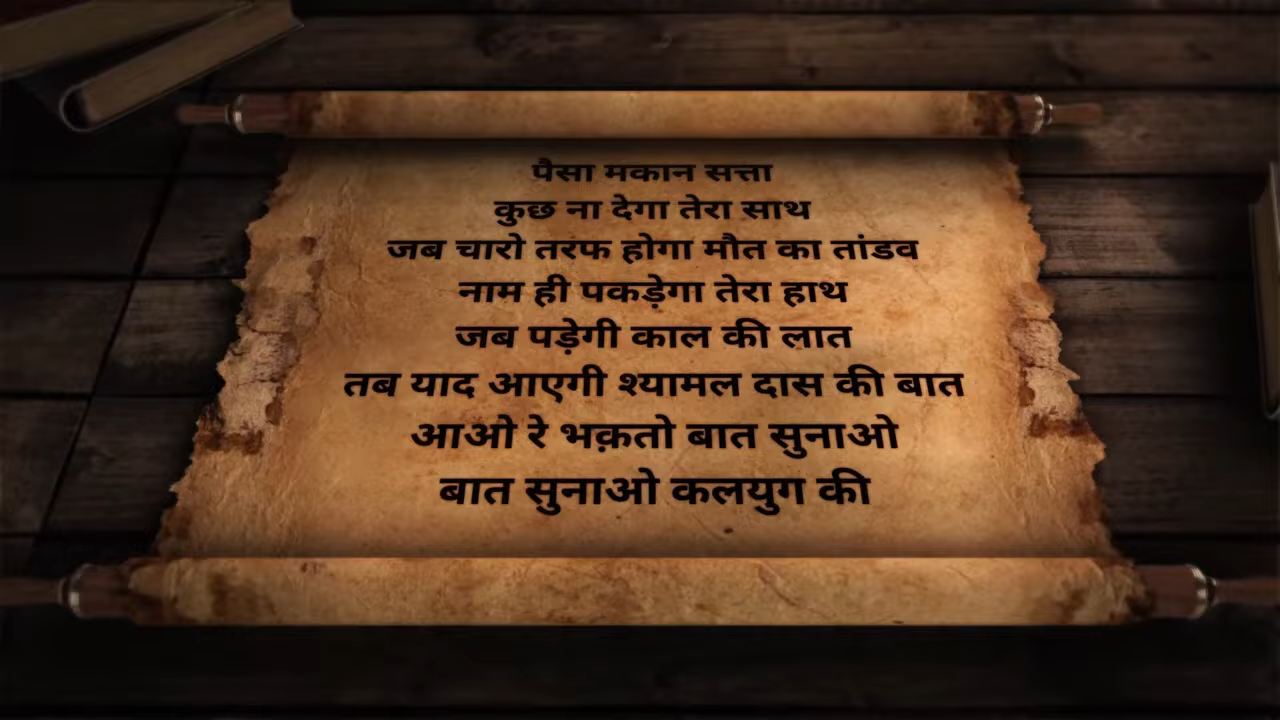 पैसा मकान सत्ता
कुछ ना देगा तेरा साथ
जब चारो तरफ होगा मौत का तांडव
नाम ही पकड़ेगा तेरा हाथ
जब पड़ेगी काल की लात
तब याद आएगी श्यामल दास की बात
आओ रे भक़तो बात सुनाओ
बात सुनाओ कलयुग की